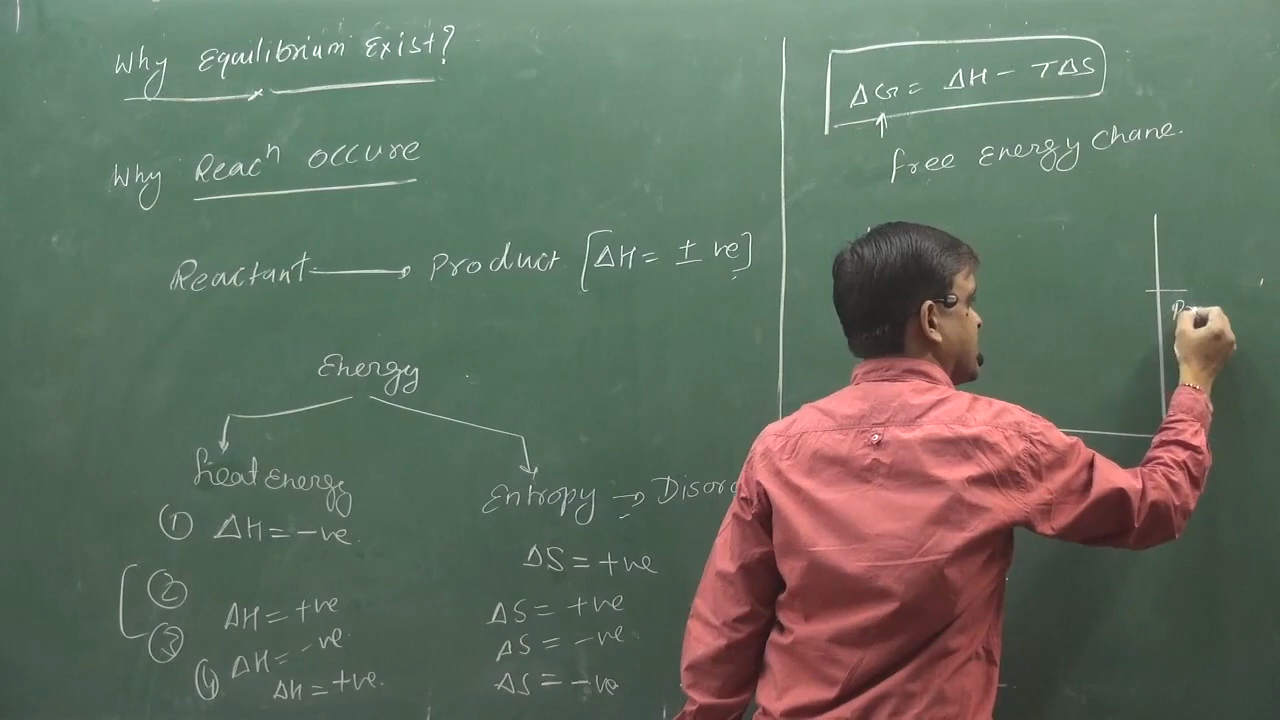 Why Equilibrium Exist?
Why Reacⁿ occure
Reactant → Product [ΔH = ± ve]
Energy
Heat Energy
Entropy → Disor
① ΔH = -ve
ΔS = +ve
② ΔH = +ve
ΔS = +ve
③ ΔH = -ve
ΔS = -ve
④ ΔH = +ve
ΔS = -ve
ΔG = ΔH - TΔS
free Energy chane.